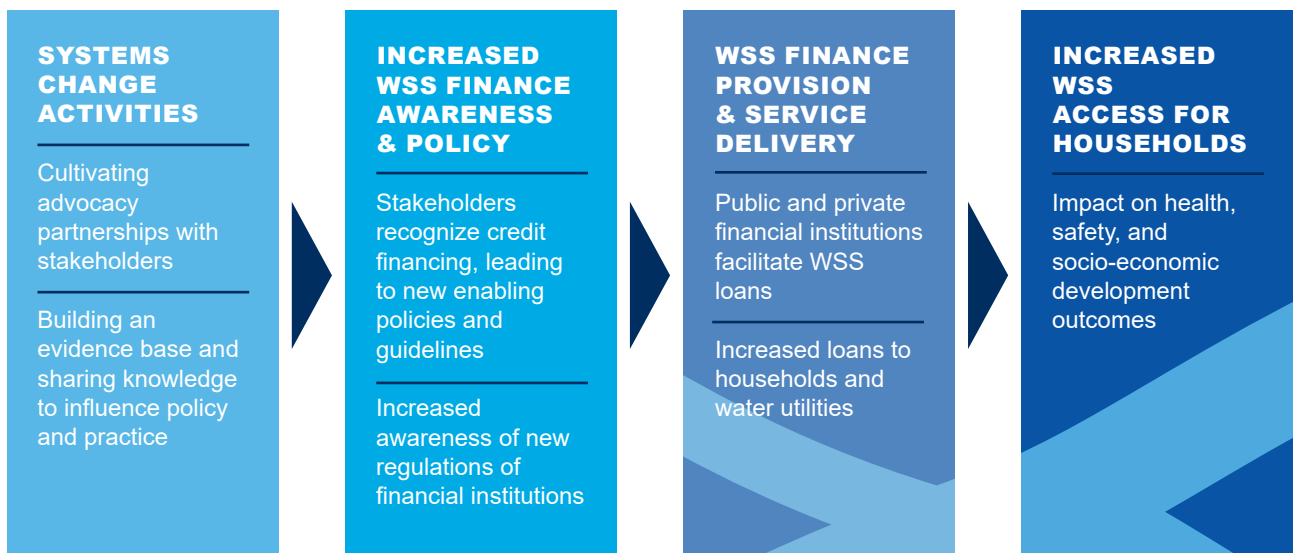 SYSTEMS
CHANGE
ACTIVITIES
Cultivating
advocacy
partnerships with
stakeholders
Building an
evidence base and
sharing knowledge
to influence policy
and practice
INCREASED
WSS FINANCE
AWARENESS
& POLICY
Stakeholders
recognize credit
financing, leading
to new enabling
policies and
guidelines
Increased
awareness of new
regulations of
financial institutions
WSS FINANCE
PROVISION
& SERVICE
DELIVERY
Public and private
financial institutions
facilitate WSS
loans
Increased loans to
households and
water utilities
INCREASED
WSS
ACCESS FOR
HOUSEHOLDS
Impact on health,
safety, and
socio-economic
development
outcomes